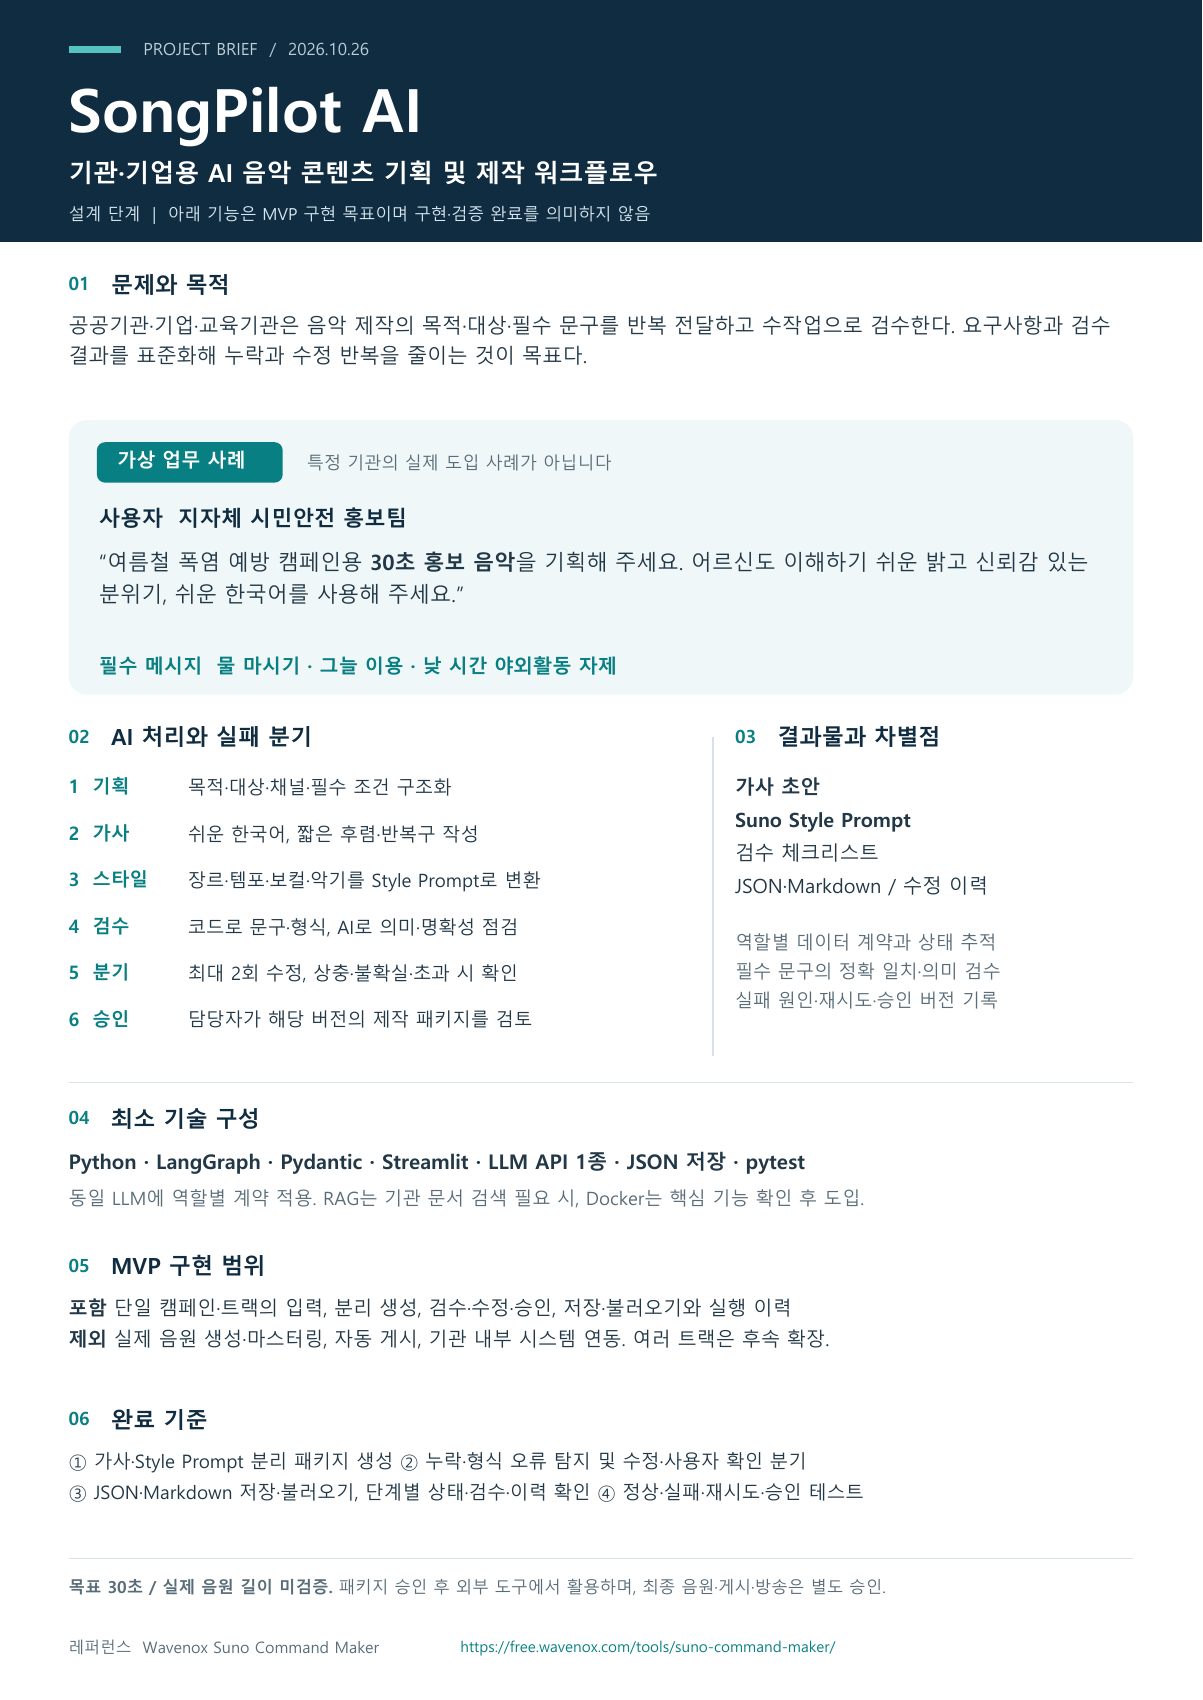 PROJECT BRIEF / 2026.10.26
SongPilot AI
기관·기업용 AI 음악 콘텐츠 기획 및 제작 워크플로우
설계 단계 | 아래 기능은 MVP 구현 목표이며 구현·검증 완료를 의미하지 않음
01 문제와 목적
공공기관·기업·교육기관은 음악 제작의 목적·대상·필수 문구를 반복 전달하고 수작업으로 검수한다. 요구사항과 검수
결과를 표준화해 누락과 수정 반복을 줄이는 것이 목표다.
가상 업무 사례 특정 기관의 실제 도입 사례가 아닙니다
사용자 지자체 시민안전 홍보팀
“여름철 폭염 예방 캠페인용 30초 홍보 음악을 기획해 주세요. 어르신도 이해하기 쉬운 밝고 신뢰감 있는
분위기, 쉬운 한국어를 사용해 주세요.”
필수 메시지 물 마시기 · 그늘 이용 · 낮 시간 야외활동 자제
02 AI 처리와 실패 분기
1 기획 목적·대상·채널·필수 조건 구조화
2 가사 쉬운 한국어, 짧은 후렴·반복구 작성
3 스타일 장르·템포·보컬·악기를 Style Prompt로 변환
4 검수 코드로 문구·형식, AI로 의미·명확성 점검
5 분기 최대 2회 수정, 상충·불확실·초과 시 확인
6 승인 담당자가 해당 버전의 제작 패키지를 검토
03 결과물과 차별점
가사 초안
Suno Style Prompt
검수 체크리스트
JSON·Markdown / 수정 이력
역할별 데이터 계약과 상태 추적
필수 문구의 정확 일치·의미 검수
실패 원인·재시도·승인 버전 기록
04 최소 기술 구성
Python · LangGraph · Pydantic · Streamlit · LLM API 1종 · JSON 저장 · pytest
동일 LLM에 역할별 계약 적용. RAG는 기관 문서 검색 필요 시, Docker는 핵심 기능 확인 후 도입.
05 MVP 구현 범위
포함 단일 캠페인·트랙의 입력, 분리 생성, 검수·수정·승인, 저장·불러오기와 실행 이력
제외 실제 음원 생성·마스터링, 자동 게시, 기관 내부 시스템 연동. 여러 트랙은 후속 확장.
06 완료 기준
① 가사·Style Prompt 분리 패키지 생성 ② 누락·형식 오류 탐지 및 수정·사용자 확인 분기
③ JSON·Markdown 저장·불러오기, 단계별 상태·검수·이력 확인 ④ 정상·실패·재시도·승인 테스트
목표 30초 / 실제 음원 길이 미검증. 패키지 승인 후 외부 도구에서 활용하며, 최종 음원·게시·방송은 별도 승인.
레퍼런스 Wavenox Suno Command Maker https://free.wavenox.com/tools/suno-command-maker/